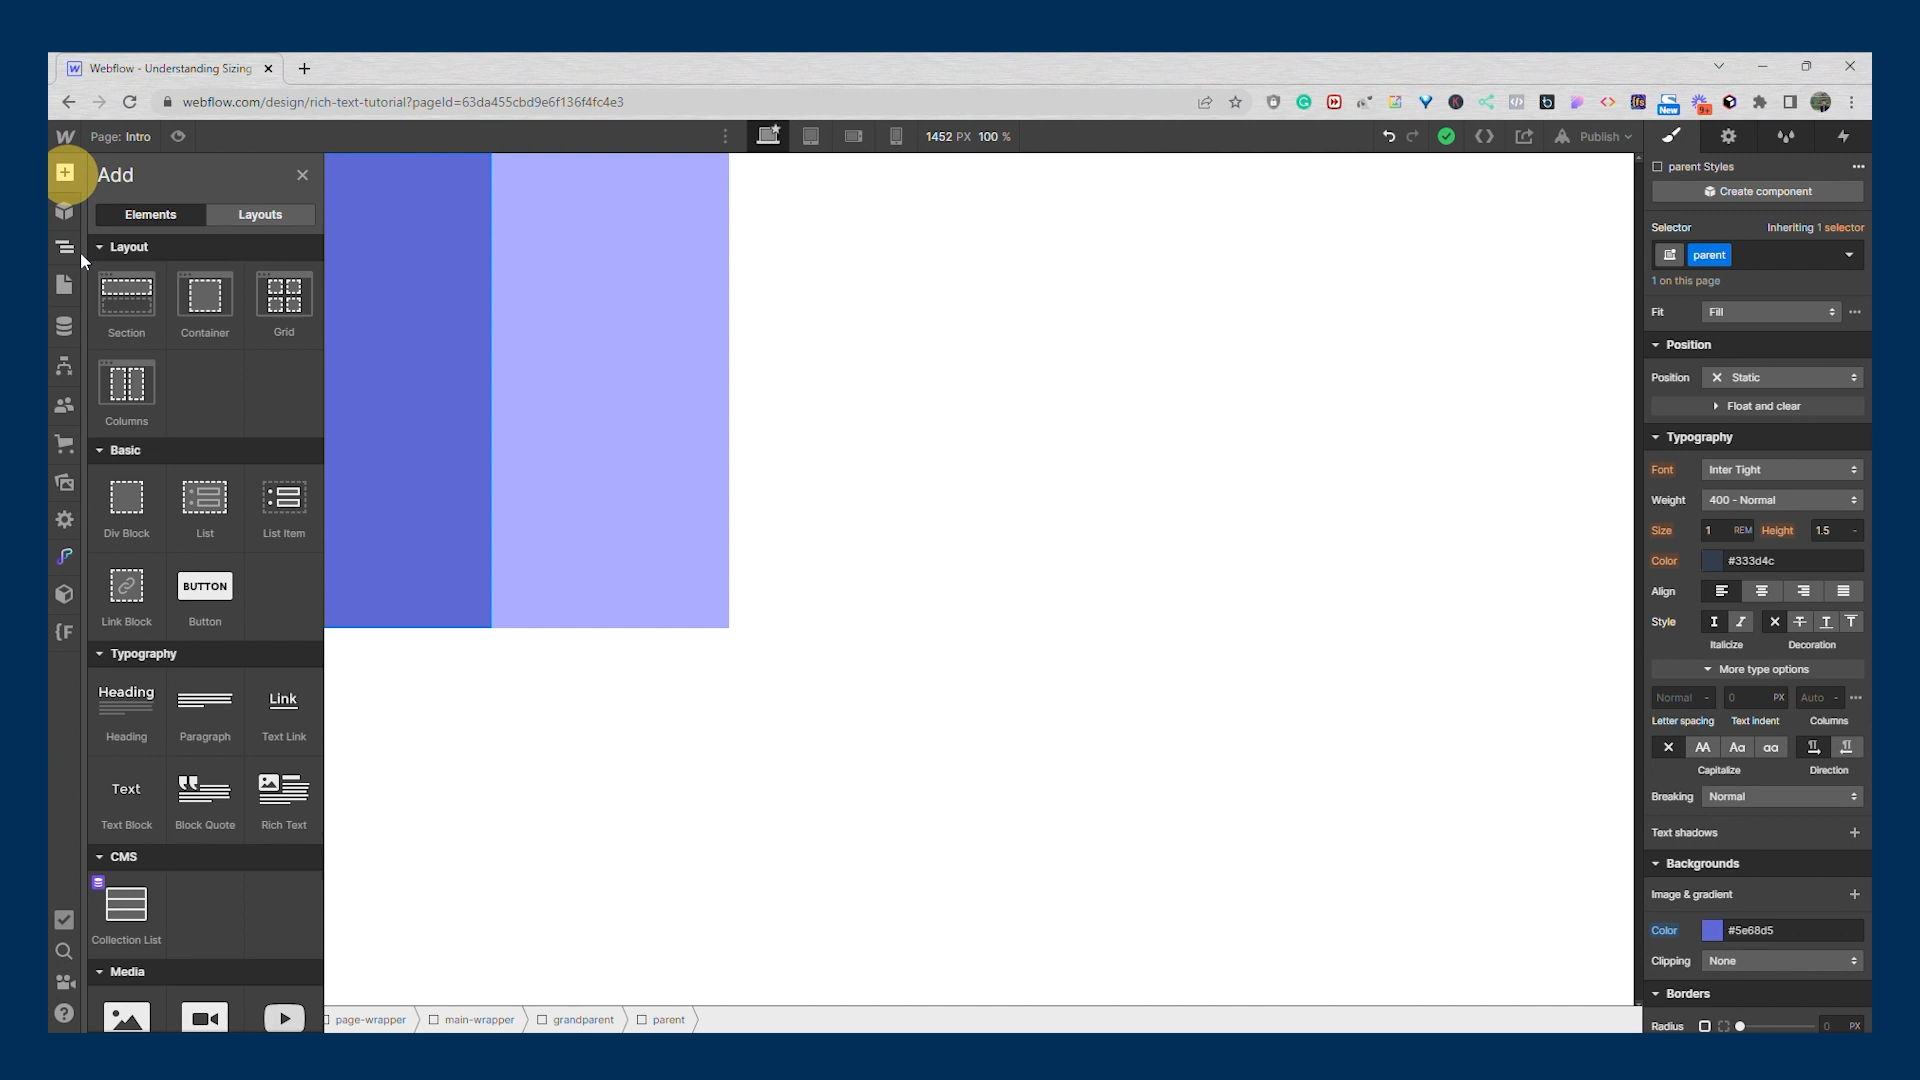 Webflow - Understanding Sizing
webflow.com/design/rich-text-tutorial?pageId=63da455cbd9e6f136f4fc4e3
New
9+
Page: Intro
1452 PX 100 %
Publish
Add
Elements
Layouts
Layout
Section
Container
Grid
Columns
Basic
Div Block
List
List Item
BUTTON
Link Block
Button
Typography
Heading
Link
Heading
Paragraph
Text Link
Text
Text Block
Block Quote
Rich Text
CMS
Collection List
Media
page-wrapper
main-wrapper
grandparent
parent
parent Styles
Create component
Selector
Inheriting 1 selector
parent
1 on this page
Fit
Fill
Position
Position
Static
Float and clear
Typography
Font
Inter Tight
Weight
400 - Normal
Size
1 REM
Height
1.5 -
Color
#333d4c
Align
Style
Italicize
Decoration
More type options
Normal -
0 PX
Auto -
Letter spacing
Text indent
Columns
AA
Aa
aa
Capitalize
Direction
Breaking
Normal
Text shadows
Backgrounds
Image & gradient
Color
#5e68d5
Clipping
None
Borders
Radius
0 PX